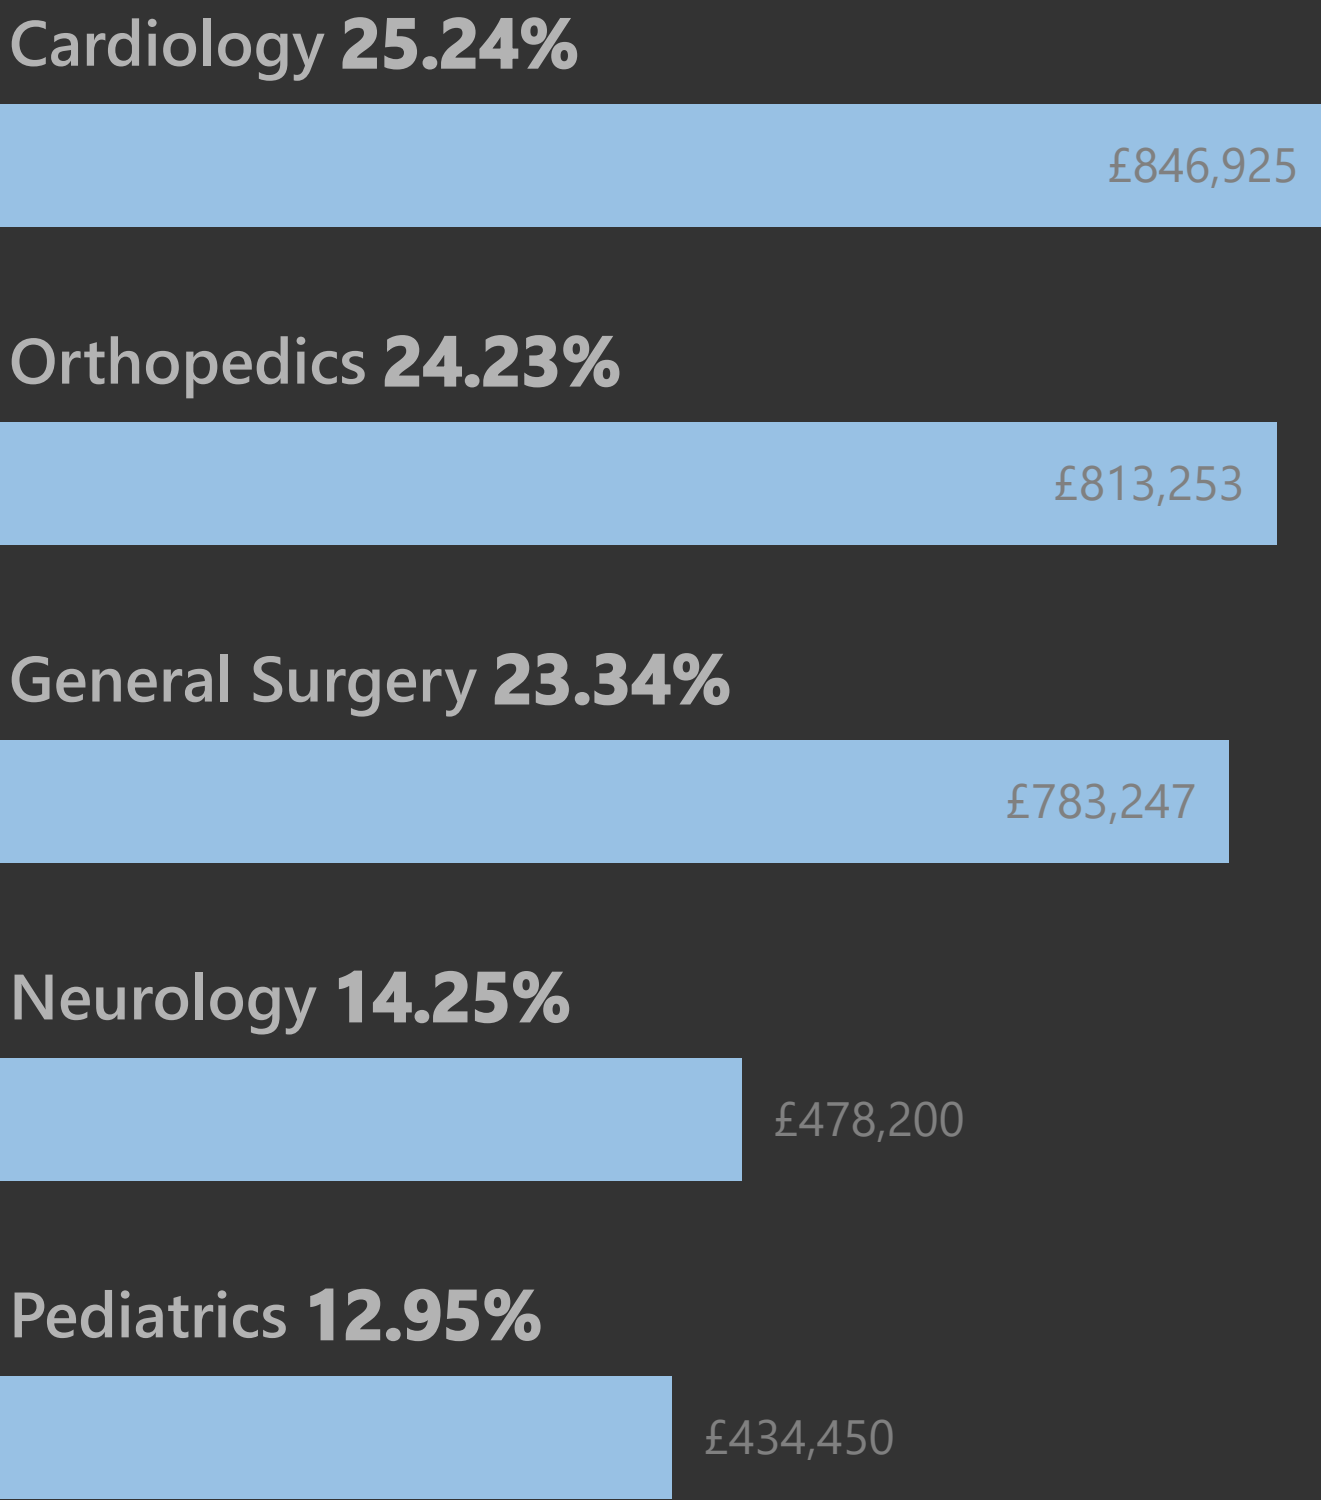 Cardiology 25.24%
£846,925
Orthopedics 24.23%
£813,253
General Surgery 23.34%
£783,247
Neurology 14.25%
£478,200
Pediatrics 12.95%
£434,450